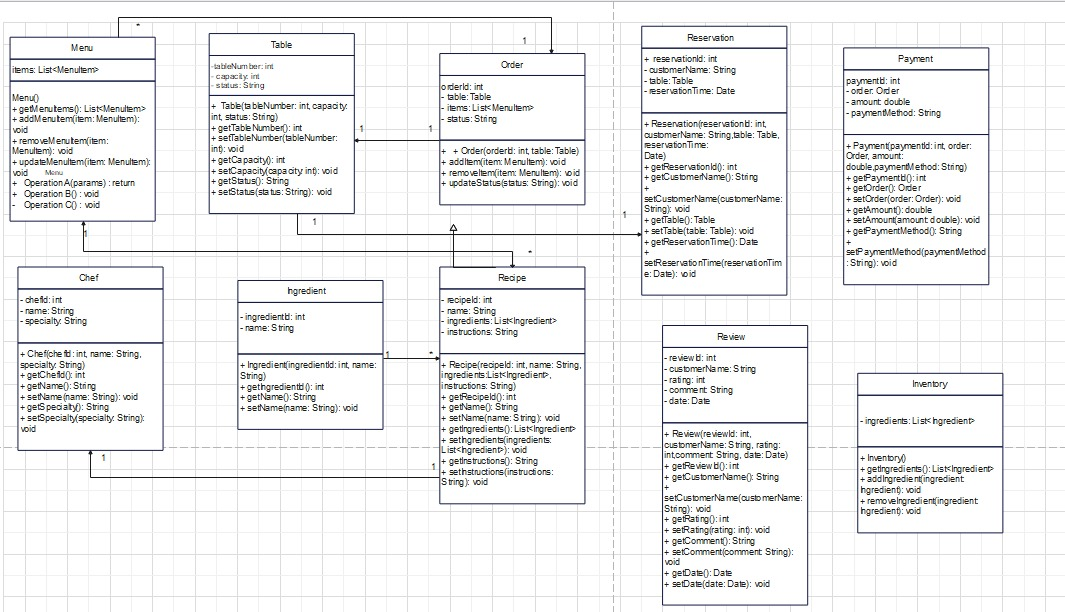 Menu
items: List<MenuItem>
Menu()
+ getMenuItems(): List<MenuItem>
+ addMenuItem(item: MenuItem):
void
+ removeMenuItem(item:
MenuItem): void
+ updateMenuItem(item: MenuItem):
void
Menu
+ Operation A(params) : return
+ Operation B() : void
- Operation C() : void
Table
-tableNumber: int
- capacity: int
- status: String
+ Table(tableNumber: int, capacity:
int, status: String)
+ getTableNumber(): int
+ setTableNumber(tableNumber:
int): void
+ getCapacity(): int
+ setCapacity(capacity: int): void
+ getStatus(): String
+ setStatus(status: String): void
Order
orderId: int
- table: Table
- items: List<MenuItem>
- status: String
+ + Order(orderId: int, table: Table)
+ addItem(item: MenuItem): void
+ removeItem(item: MenuItem): void
+ updateStatus(status: String): void
Reservation
+ reservationId: int
- customerName: String
- table: Table
- reservationTime: Date
+ Reservation(reservationId: int,
customerName: String,table: Table,
reservationTime:
Date)
+ getReservationId(): int
+ getCustomerName(): String
+
setCustomerName(customerName:
String): void
+ getTable(): Table
+ setTable(table: Table): void
+ getReservationTime(): Date
+
setReservationTime(reservationTim
e: Date): void
Payment
paymentId: int
- order: Order
- amount: double
- paymentMethod: String
+ Payment(paymentId: int, order:
Order, amount:
double,paymentMethod: String)
+ getPaymentId(): int
+ getOrder(): Order
+ setOrder(order: Order): void
+ getAmount(): double
+ setAmount(amount: double): void
+ getPaymentMethod(): String
+
setPaymentMethod(paymentMethod
: String): void
Chef
- chefId: int
- name: String
- specialty: String
+ Chef(chefId: int, name: String,
specialty: String)
+ getChefId(): int
+ getName(): String
+ setName(name: String): void
+ getSpecialty(): String
+ setSpecialty(specialty: String):
void
Ingredient
- ingredientId: int
- name: String
+ Ingredient(ingredientId: int, name:
String)
+ getIngredientId(): int
+ getName(): String
+ setName(name: String): void
Recipe
- recipeId: int
- name: String
- ingredients: List<Ingredient>
- instructions: String
+ Recipe(recipeId: int, name: String,
ingredients:List<Ingredient>,
instructions: String)
+ getRecipeId(): int
+ getName(): String
+ setName(name: String): void
+ getIngredients(): List<Ingredient>
+ setIngredients(ingredients:
List<Ingredient>): void
+ getInstructions(): String
+ setInstructions(instructions:
String): void
Review
- reviewId: int
- customerName: String
- rating: int
- comment: String
- date: Date
+ Review(reviewId: int,
customerName: String, rating:
int,comment: String, date: Date)
+ getReviewId(): int
+ getCustomerName(): String
+
setCustomerName(customerName:
String): void
+ getRating(): int
+ setRating(rating: int): void
+ getComment(): String
+ setComment(comment: String):
void
+ getDate(): Date
+ setDate(date: Date): void
Inventory
- ingredients: List<Ingredient>
+ Inventory()
+ getIngredients(): List<Ingredient>
+ addIngredient(ingredient:
Ingredient): void
+ removeIngredient(ingredient:
Ingredient): void
*
1
1
1
1
1
1
*
1
*
1
1